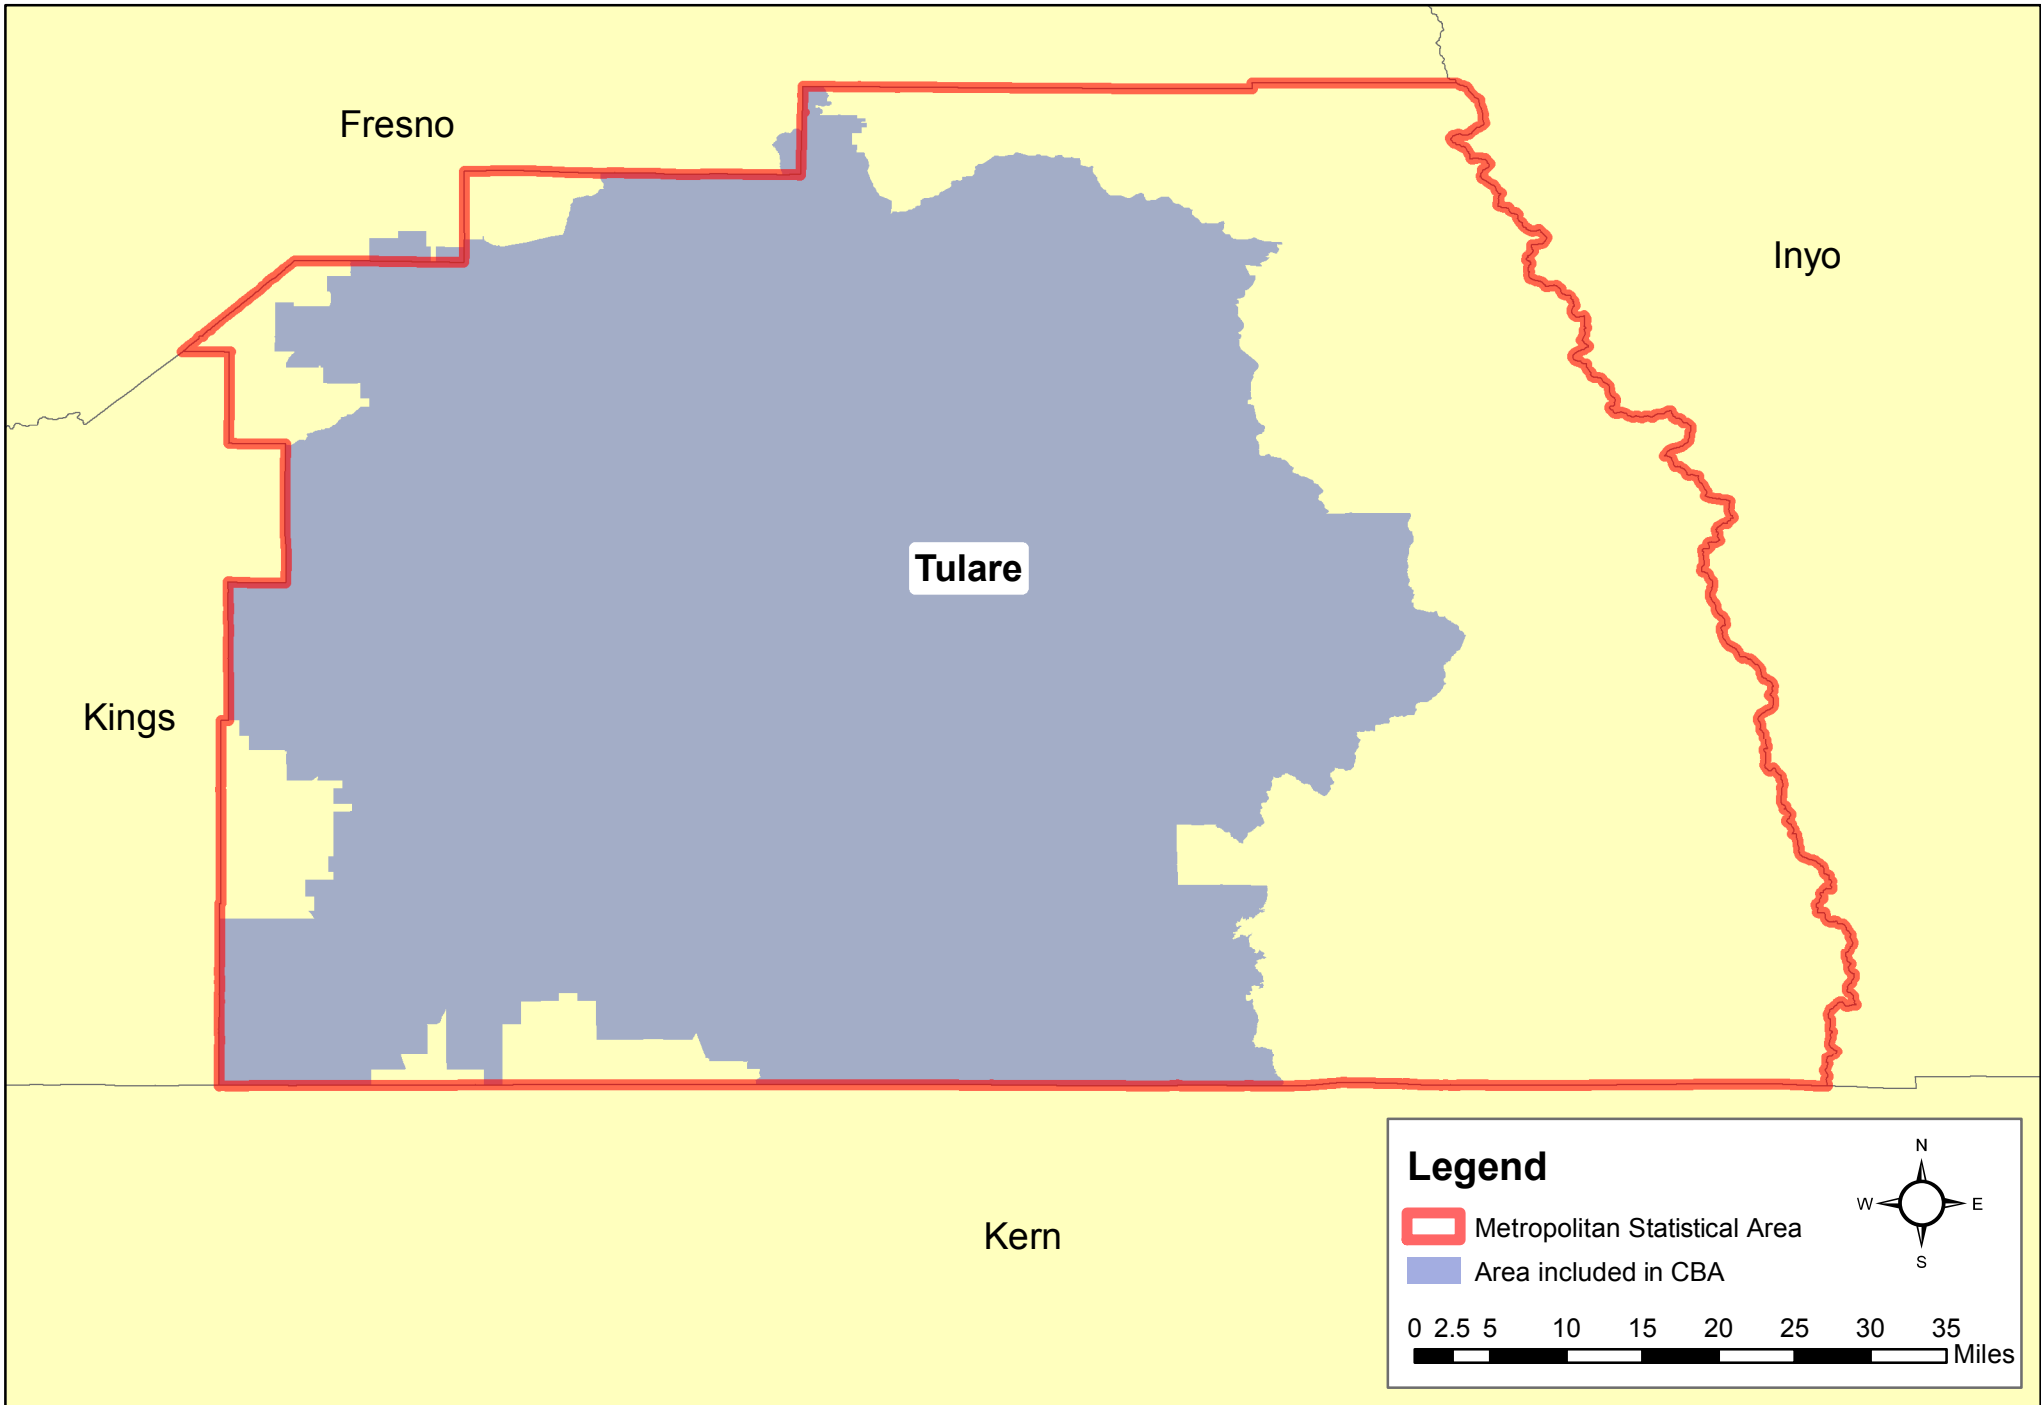 Fresno
Inyo
Tulare
Kings
Kern
Legend
N
W E
S
Metropolitan Statistical Area
Area included in CBA
0 2.5 5 10 15 20 25 30 35
Miles